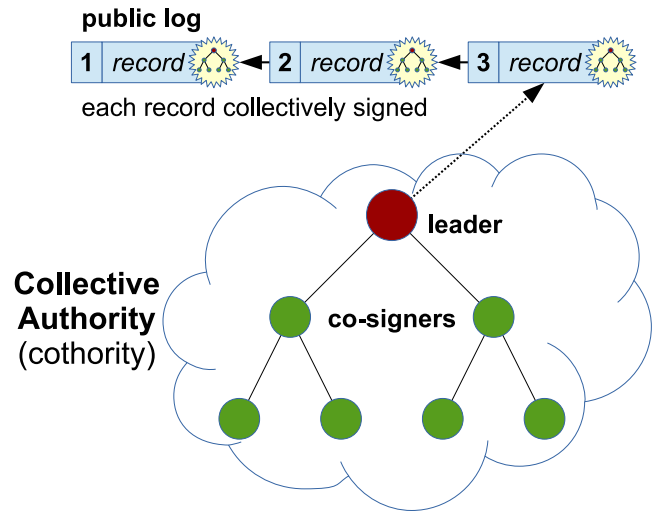 public log
1 record 2 record 3 record
each record collectively signed
leader
Collective
Authority
(cothority)
co-signers